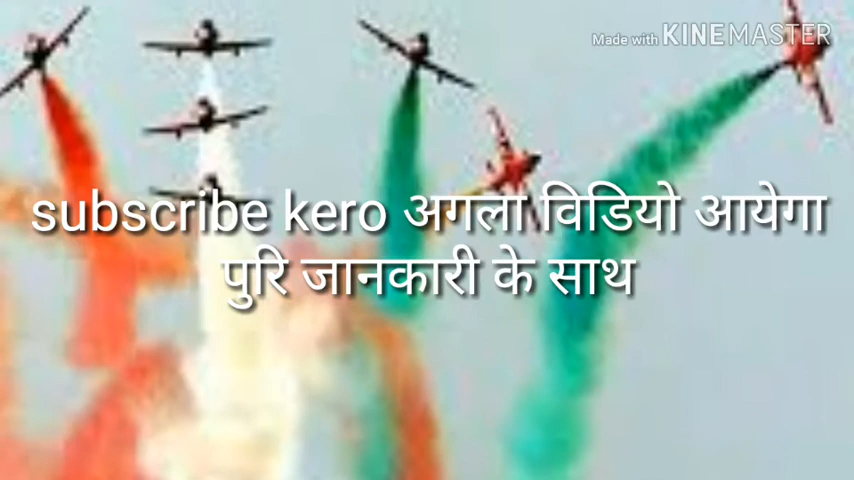 Made with KINEMASTER
subscribe kero अगला विडियो आयेगा
पुरि जानकारी के साथ